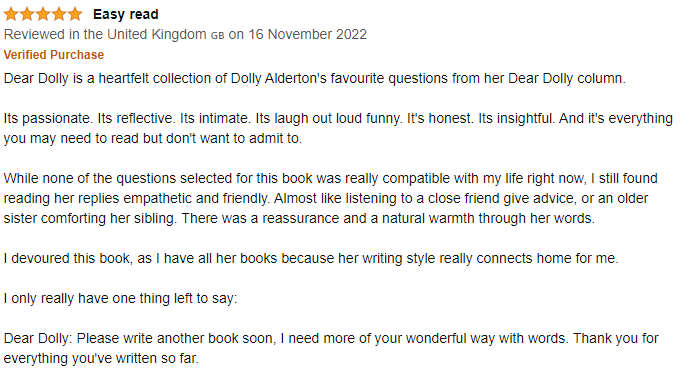 Easy read
Reviewed in the United Kingdom GB on 16 November 2022
Verified Purchase
Dear Dolly is a heartfelt collection of Dolly Alderton's favourite questions from her Dear Dolly column.
Its passionate. Its reflective. Its intimate. Its laugh out loud funny. It's honest. Its insightful. And it's everything
you may need to read but don't want to admit to.
While none of the questions selected for this book was really compatible with my life right now, I still found
reading her replies empathetic and friendly. Almost like listening to a close friend give advice, or an older
sister comforting her sibling. There was a reassurance and a natural warmth through her words.
I devoured this book, as I have all her books because her writing style really connects home for me.
I only really have one thing left to say:
Dear Dolly: Please write another book soon, I need more of your wonderful way with words. Thank you for
everything you've written so far.